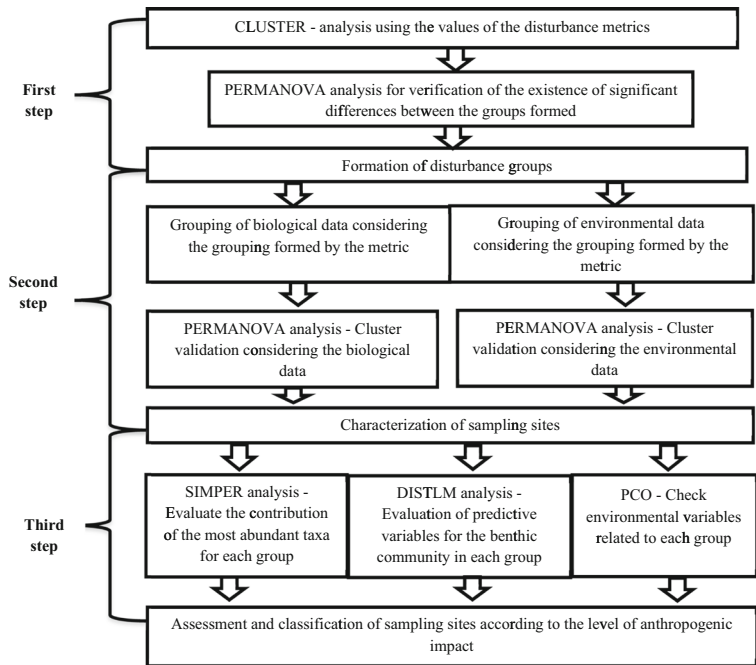 CLUSTER - analysis using the values of the disturbance metrics
First
step
PERMANOVA analysis for verification of the existence of significant
differences between the groups formed
Formation of disturbance groups
Second
step
Grouping of biological data considering
the grouping formed by the metric
Grouping of environmental data
considering the grouping formed by the
metric
PERMANOVA analysis - Cluster
validation considering the biological
data
PERMANOVA analysis - Cluster
validation considering the environmental
data
Characterization of sampling sites
Third
step
SIMPER analysis -
Evaluate the contribution
of the most abundant taxa
for each group
DISTLM analysis -
Evaluation of predictive
variables for the benthic
community in each group
PCO - Check
environmental variables
related to each group
Assessment and classification of sampling sites according to the level of anthropogenic
impact